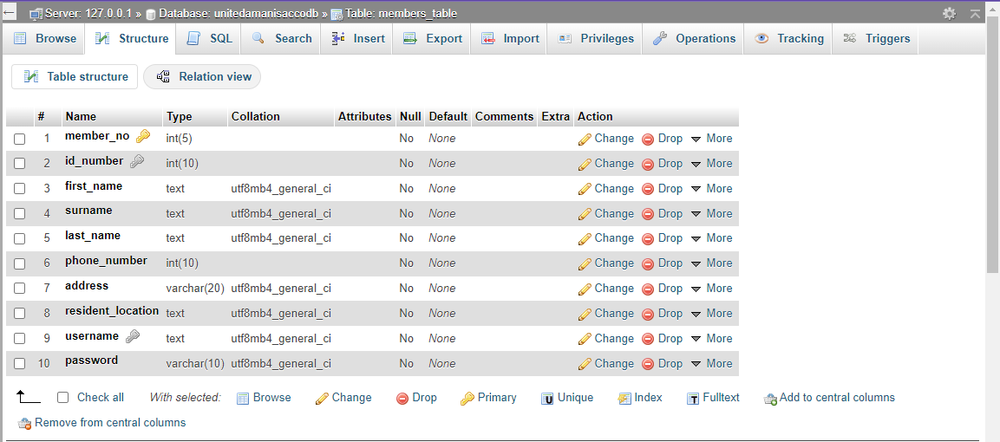 Server: 127.0.0.1 » Database: unitedamanisaccodb » Table: members_table
Browse Structure SQL Search Insert Export Import Privileges Operations Tracking Triggers
Table structure Relation view
# Name Type Collation Attributes Null Default Comments Extra Action
1 member_no int(5) No None Change Drop More
2 id_number int(10) No None Change Drop More
3 first_name text utf8mb4_general_ci No None Change Drop More
4 surname text utf8mb4_general_ci No None Change Drop More
5 last_name text utf8mb4_general_ci No None Change Drop More
6 phone_number int(10) No None Change Drop More
7 address varchar(20) utf8mb4_general_ci No None Change Drop More
8 resident_location text utf8mb4_general_ci No None Change Drop More
9 username text utf8mb4_general_ci No None Change Drop More
10 password varchar(10) utf8mb4_general_ci No None Change Drop More
Check all With selected: Browse Change Drop Primary Unique Index Fulltext Add to central columns
Remove from central columns